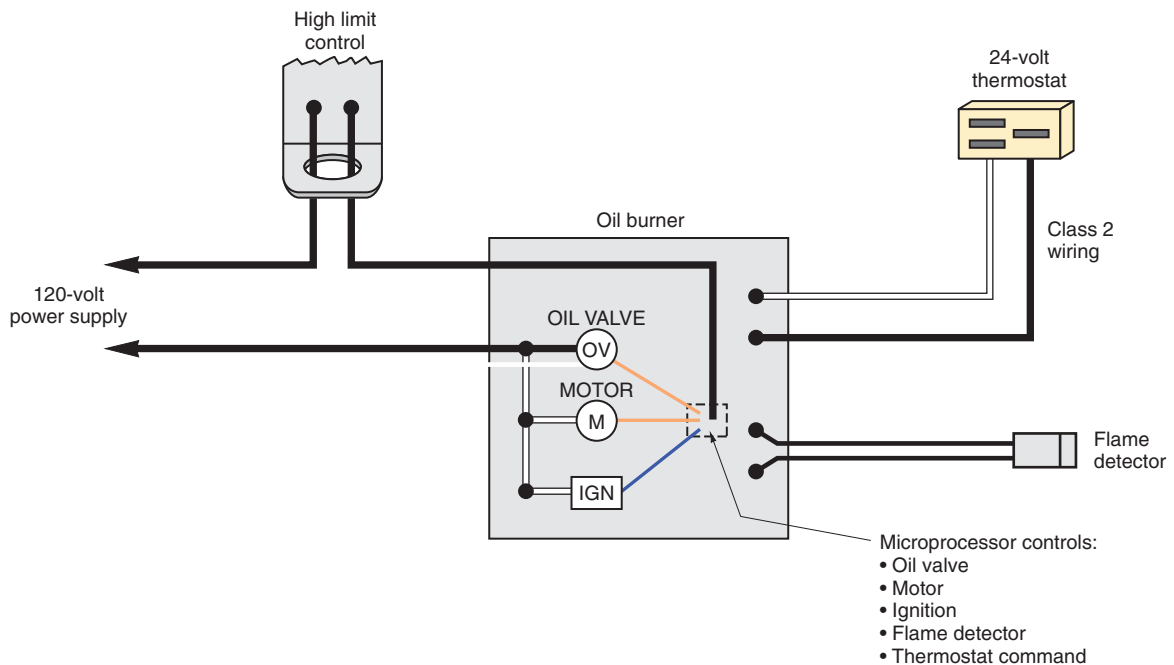 High limit
control
24-volt
thermostat
Oil burner
Class 2
wiring
120-volt
power supply
OIL VALVE
OV
MOTOR
M
IGN
Flame
detector
Microprocessor controls:
• Oil valve
• Motor
• Ignition
• Flame detector
• Thermostat command